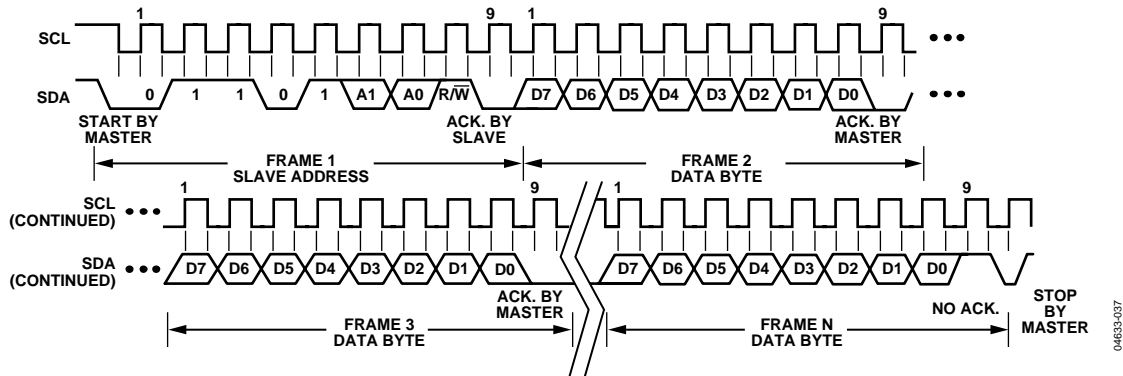 1 9 1 9
SCL
SDA 0 1 1 0 1 A1 A0 R/W̅ D7 D6 D5 D4 D3 D2 D1 D0
START BY MASTER
ACK. BY SLAVE
ACK. BY MASTER
FRAME 1
SLAVE ADDRESS
FRAME 2
DATA BYTE
1 9 1 9
SCL
(CONTINUED)
SDA
(CONTINUED)
D7 D6 D5 D4 D3 D2 D1 D0 D7 D6 D5 D4 D3 D2 D1 D0
ACK. BY
MASTER
NO ACK.
STOP
BY
MASTER
FRAME 3
DATA BYTE
FRAME N
DATA BYTE
04633-037